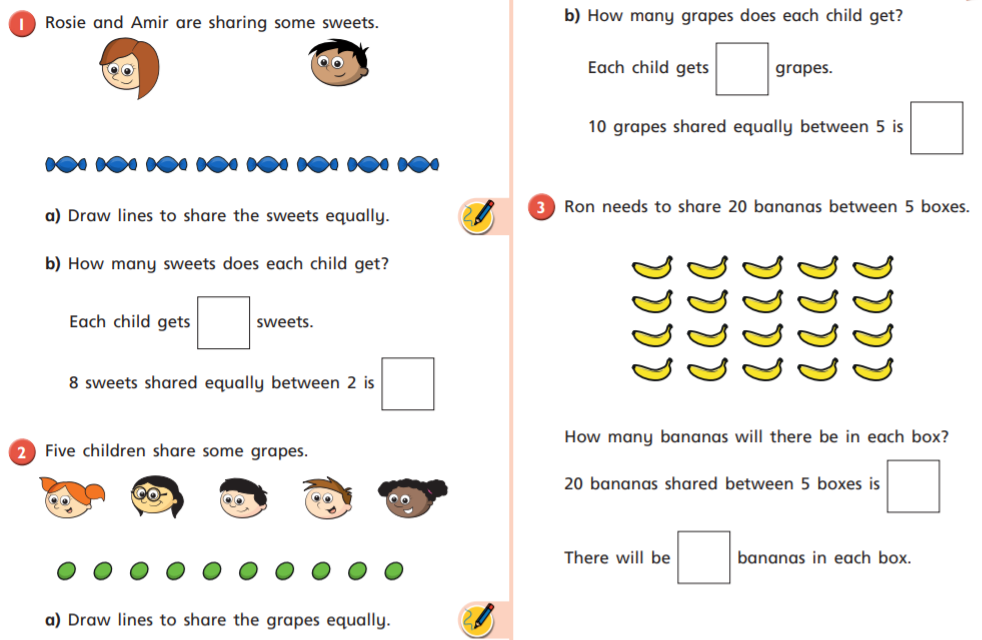 1 Rosie and Amir are sharing some sweets.
a) Draw lines to share the sweets equally.
b) How many sweets does each child get?
Each child gets sweets.
8 sweets shared equally between 2 is
2 Five children share some grapes.
a) Draw lines to share the grapes equally.
b) How many grapes does each child get?
Each child gets grapes.
10 grapes shared equally between 5 is
3 Ron needs to share 20 bananas between 5 boxes.
How many bananas will there be in each box?
20 bananas shared between 5 boxes is
There will be bananas in each box.